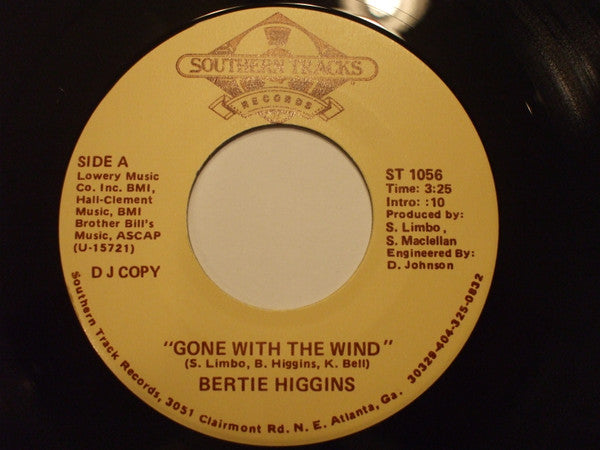 SOUTHERN TRACKS
RECORDS
SIDE A
Lowery Music
Co. Inc. BMI,
Hall-Clement
Music, BMI
Brother Bill's
Music, ASCAP
(U-15721)
D J COPY
ST 1056
Time: 3:25
Intro: :10
Produced by:
S. Limbo,
S. Maclellan
Engineered By:
D. Johnson
"GONE WITH THE WIND"
(S. Limbo, B. Higgins, K. Bell)
BERTIE HIGGINS
Southern Track Records, 3051 Clairmont Rd. N. E. Atlanta, Ga. 30329-404-325-0832